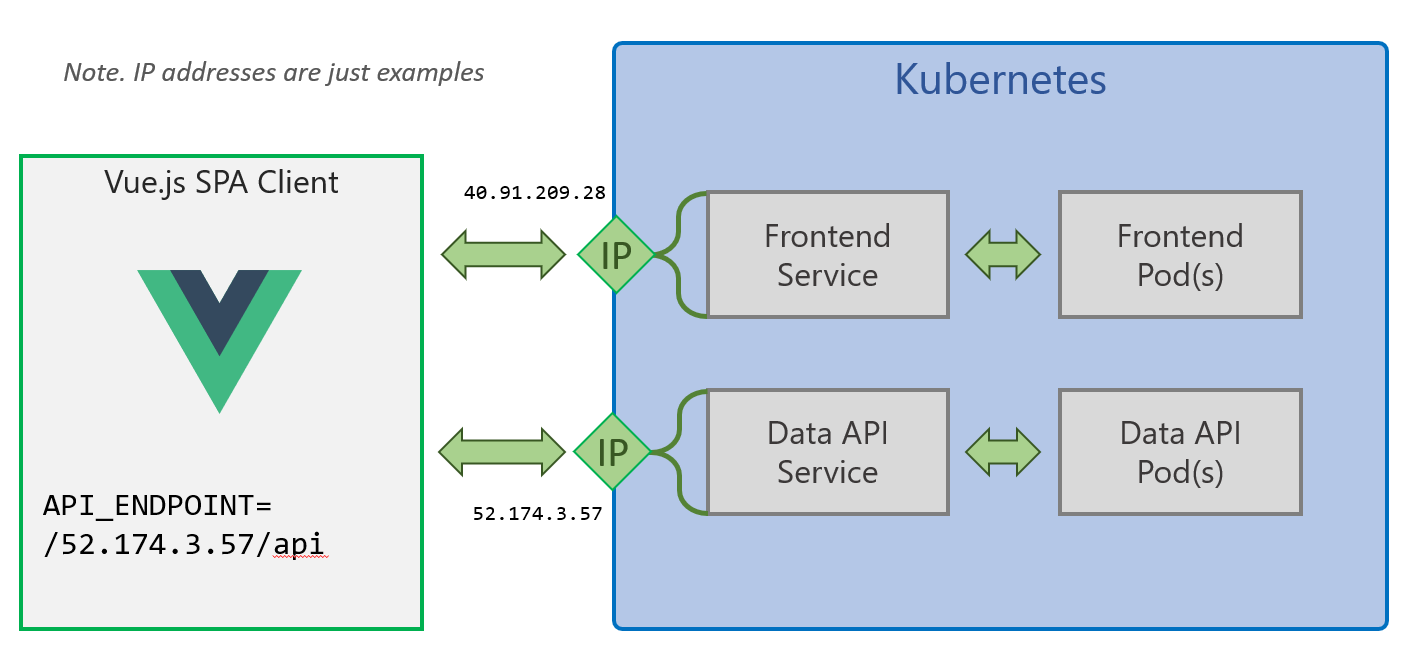 Note. IP addresses are just examples
Kubernetes
Vue.js SPA Client
40.91.209.28
IP
Frontend
Service
Frontend
Pod(s)
IP
Data API
Service
Data API
Pod(s)
52.174.3.57
API_ENDPOINT=
/52.174.3.57/api